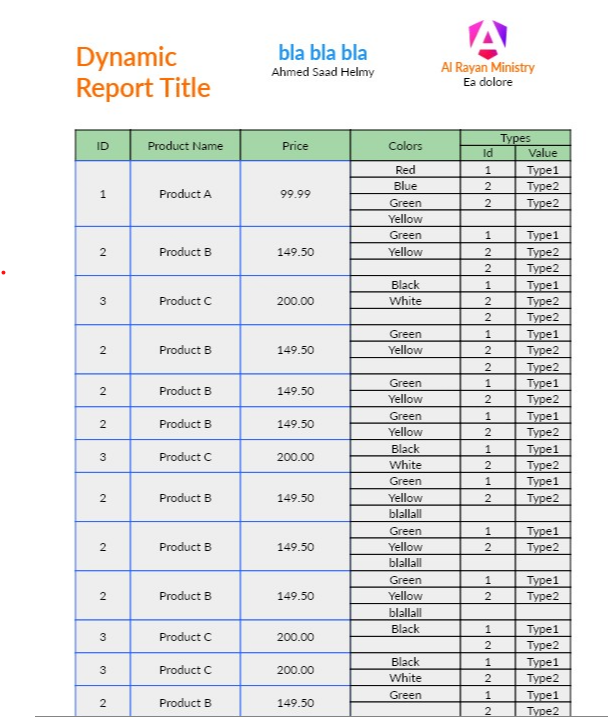 Dynamic
Report Title
bla bla bla
Ahmed Saad Helmy
Al Rayan Ministry
Ea dolore
ID Product Name Price Colors Types
Id Value
Red 1 Type1
Blue 2 Type2
1 Product A 99.99
Green 2 Type2
Yellow
Green 1 Type1
2 Product B 149.50 Yellow 2 Type2
2 Type2
Black 1 Type1
3 Product C 200.00 White 2 Type2
2 Type2
Green 1 Type1
2 Product B 149.50 Yellow 2 Type2
2 Type2
2 Product B 149.50
Green 1 Type1
Yellow 2 Type2
2 Product B 149.50
Green 1 Type1
Yellow 2 Type2
3 Product C 200.00
Black 1 Type1
White 2 Type2
Green 1 Type1
2 Product B 149.50 Yellow 2 Type2
blallall
Green 1 Type1
2 Product B 149.50 Yellow 2 Type2
blallall
Green 1 Type1
2 Product B 149.50 Yellow 2 Type2
blallall
3 Product C 200.00
Black 1 Type1
2 Type2
3 Product C 200.00
Black 1 Type1
White 2 Type2
2 Product B 149.50
Green 1 Type1
2 Type2